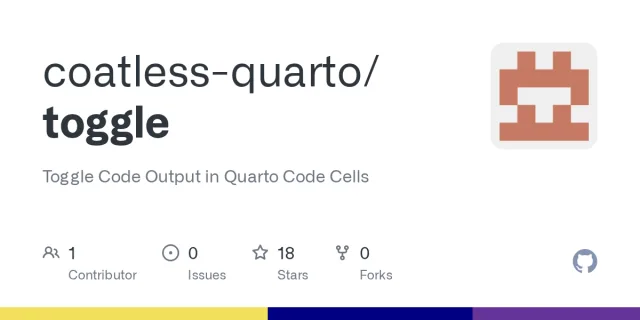 coatless-quarto/
toggle
Toggle Code Output in Quarto Code Cells
1 0 18 0
Contributor Issues Stars Forks